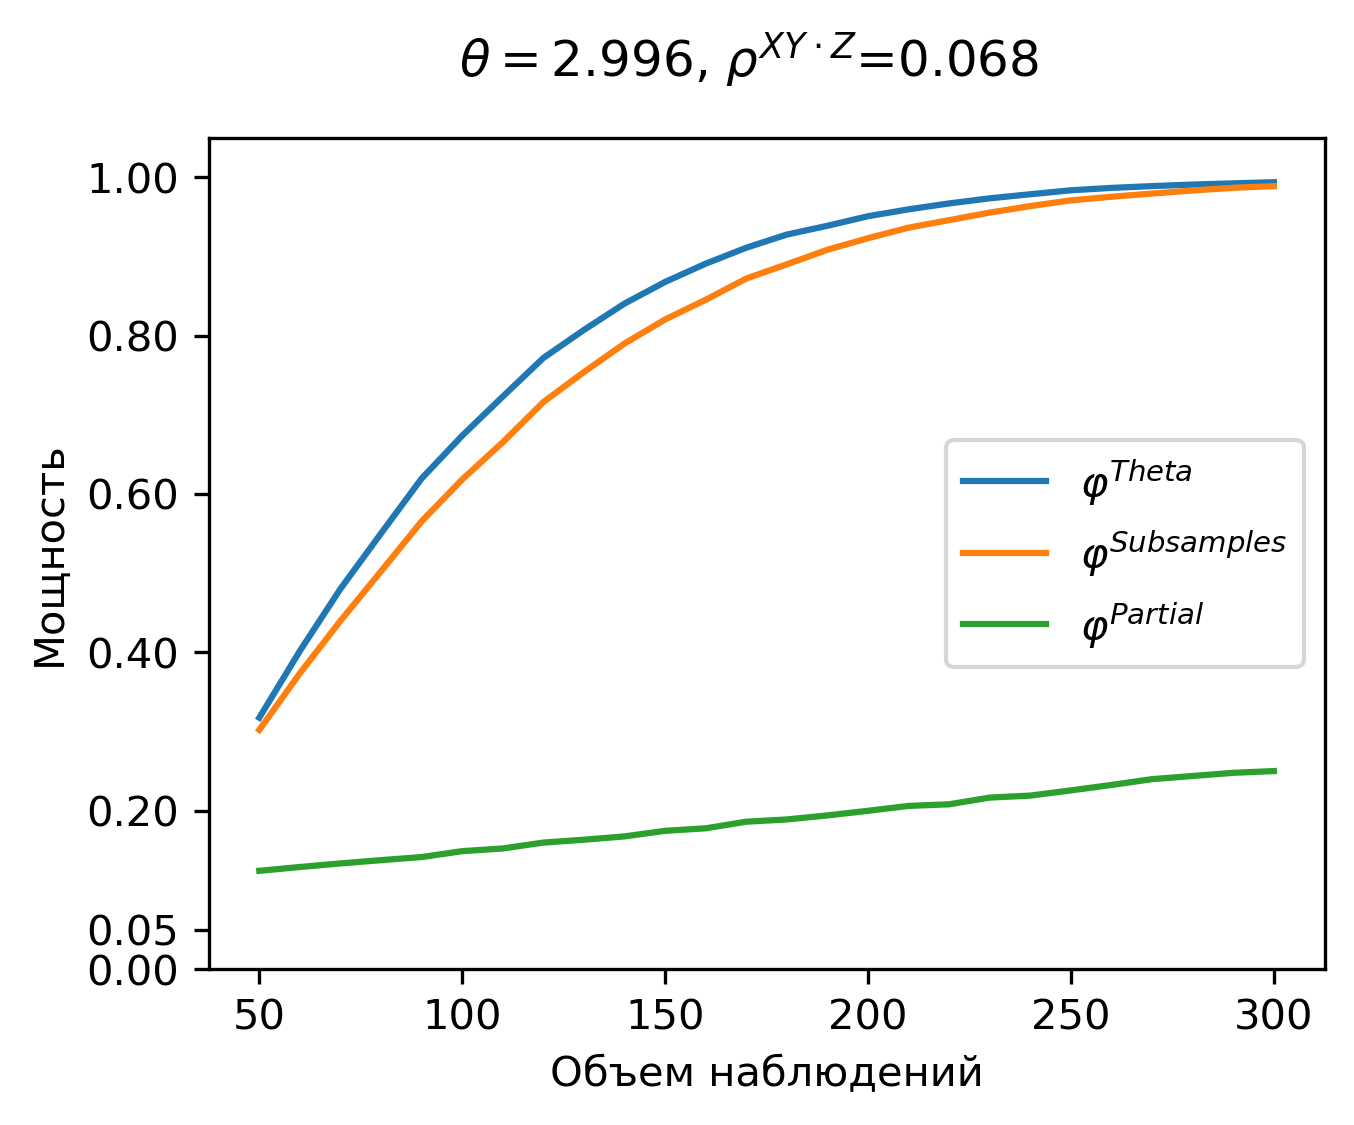 θ = 2.996, ρ^{XY·Z}=0.068
1.00
0.80
0.60
0.40
0.20
0.05
0.00
Мощность
φ^{Theta}
φ^{Subsamples}
φ^{Partial}
50 100 150 200 250 300
Объем наблюдений